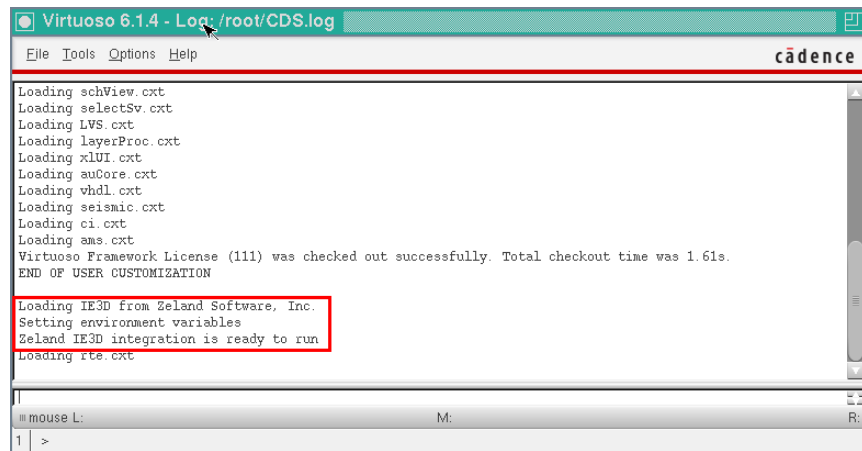 Virtuoso 6.1.4 - Log: /root/CDS.log
File Tools Options Help
cādence
Loading schView.cxt
Loading selectSv.cxt
Loading LVS.cxt
Loading layerProc.cxt
Loading xlUI.cxt
Loading auCore.cxt
Loading vhdl.cxt
Loading seismic.cxt
Loading ci.cxt
Loading ams.cxt
Virtuoso Framework License (111) was checked out successfully. Total checkout time was 1.61s.
END OF USER CUSTOMIZATION
Loading IE3D from Zeland Software, Inc.
Setting environment variables
Zeland IE3D integration is ready to run
Loading rte.cxt
mouse L: M: R:
1 >